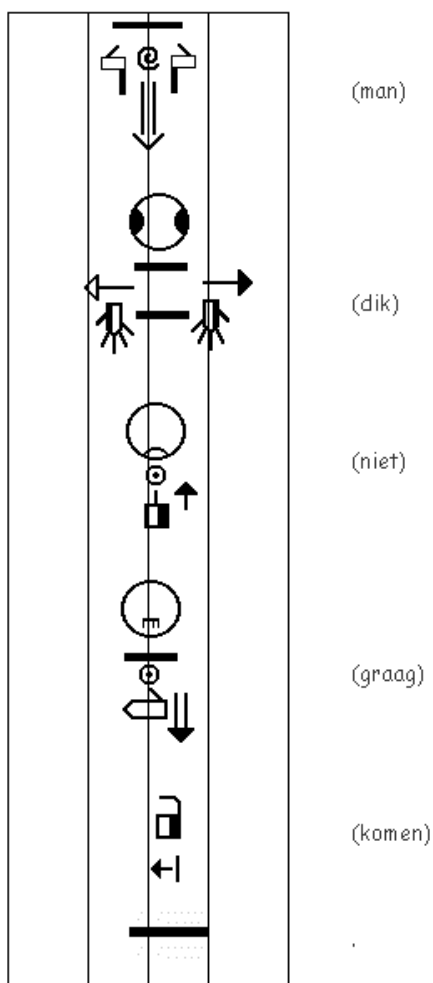 (man)
(dik)
(niet)
(graag)
(komen)
.